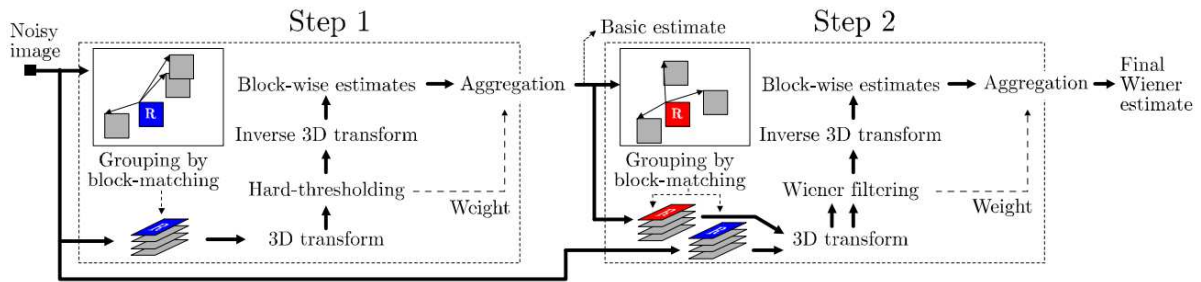 Step 1
Step 2
Noisy
image
Basic estimate
R
Block-wise estimates
Aggregation
Inverse 3D transform
Grouping by
block-matching
Hard-thresholding
Weight
3D transform
R
Block-wise estimates
Aggregation
Final
Wiener
estimate
Inverse 3D transform
Grouping by
block-matching
Wiener filtering
Weight
3D transform